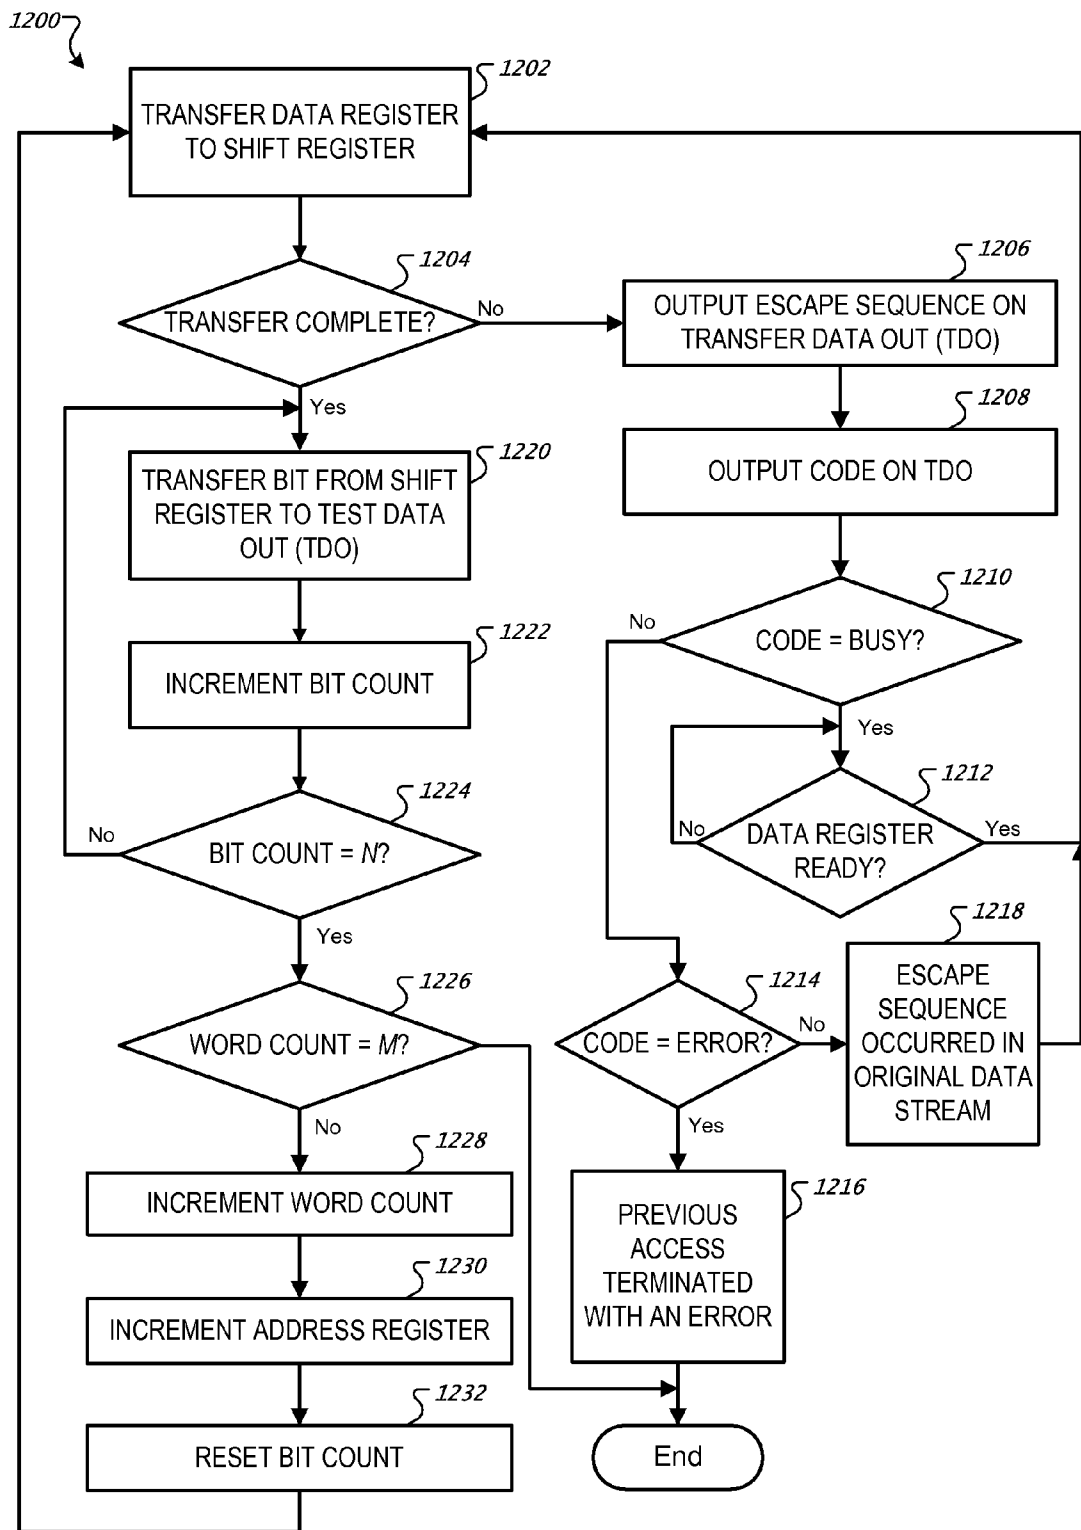 1200
1202
TRANSFER DATA REGISTER
TO SHIFT REGISTER
1204
TRANSFER COMPLETE?
No
Yes
1206
OUTPUT ESCAPE SEQUENCE ON
TRANSFER DATA OUT (TDO)
1208
OUTPUT CODE ON TDO
1210
CODE = BUSY?
No
Yes
1212
DATA REGISTER
READY?
No
Yes
1214
CODE = ERROR?
No
Yes
1218
ESCAPE
SEQUENCE
OCCURRED IN
ORIGINAL DATA
STREAM
1216
PREVIOUS
ACCESS
TERMINATED
WITH AN ERROR
1220
TRANSFER BIT FROM SHIFT
REGISTER TO TEST DATA
OUT (TDO)
1222
INCREMENT BIT COUNT
1224
BIT COUNT = N?
No
Yes
1226
WORD COUNT = M?
No
1228
INCREMENT WORD COUNT
1230
INCREMENT ADDRESS REGISTER
1232
RESET BIT COUNT
End